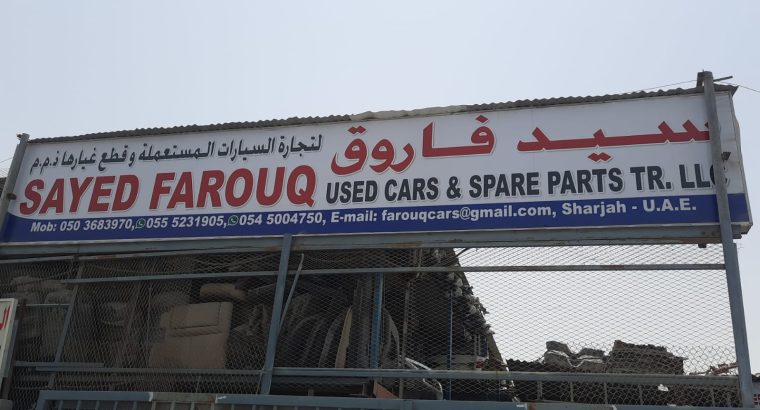 سيد فاروق لتجارة السيارات المستعملة و قطع غيارها ذ.م.م
SAYED FAROUQ USED CARS & SPARE PARTS TR. LLC
Mob: 050 3683970, 055 5231905, 054 5004750, E-mail: farouqcars@gmail.com, Sharjah - U.A.E.